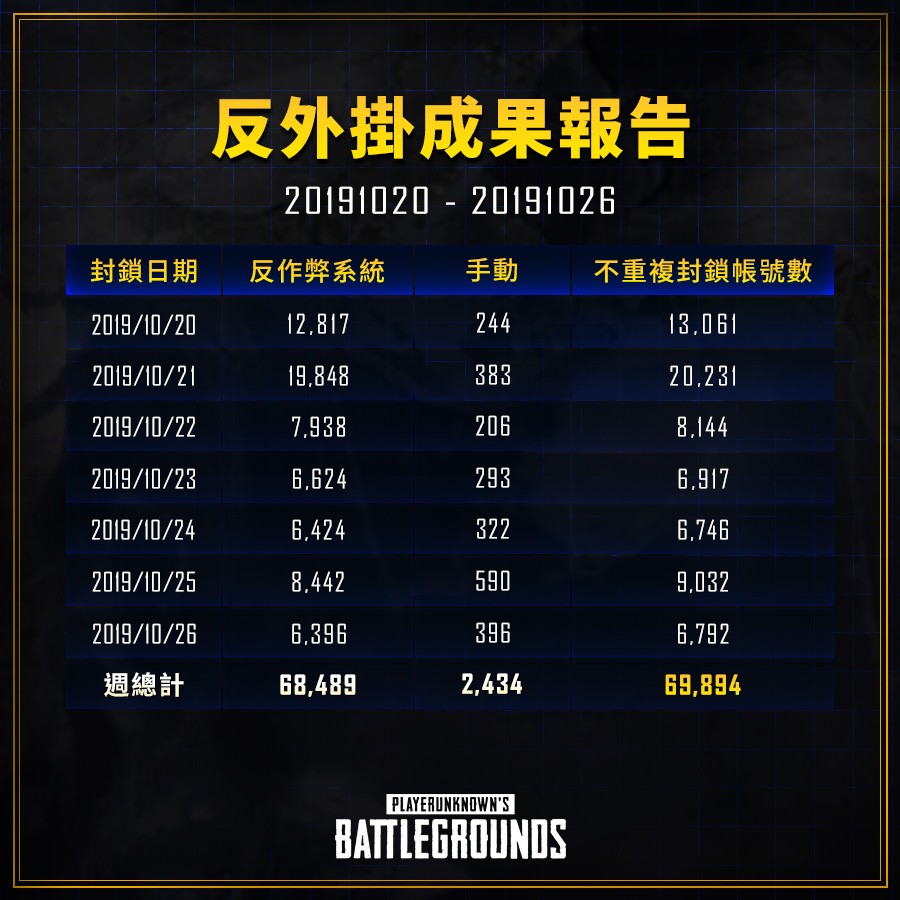 反外掛成果報告
20191020 - 20191026
封鎖日期 反作弊系統 手動 不重複封鎖帳號數
2019/10/20 12,817 244 13,061
2019/10/21 19,848 383 20,231
2019/10/22 7,938 206 8,144
2019/10/23 6,624 293 6,917
2019/10/24 6,424 322 6,746
2019/10/25 8,442 590 9,032
2019/10/26 6,396 396 6,792
週總計 68,489 2,434 69,894
PLAYERUNKNOWN'S
BATTLEGROUNDS